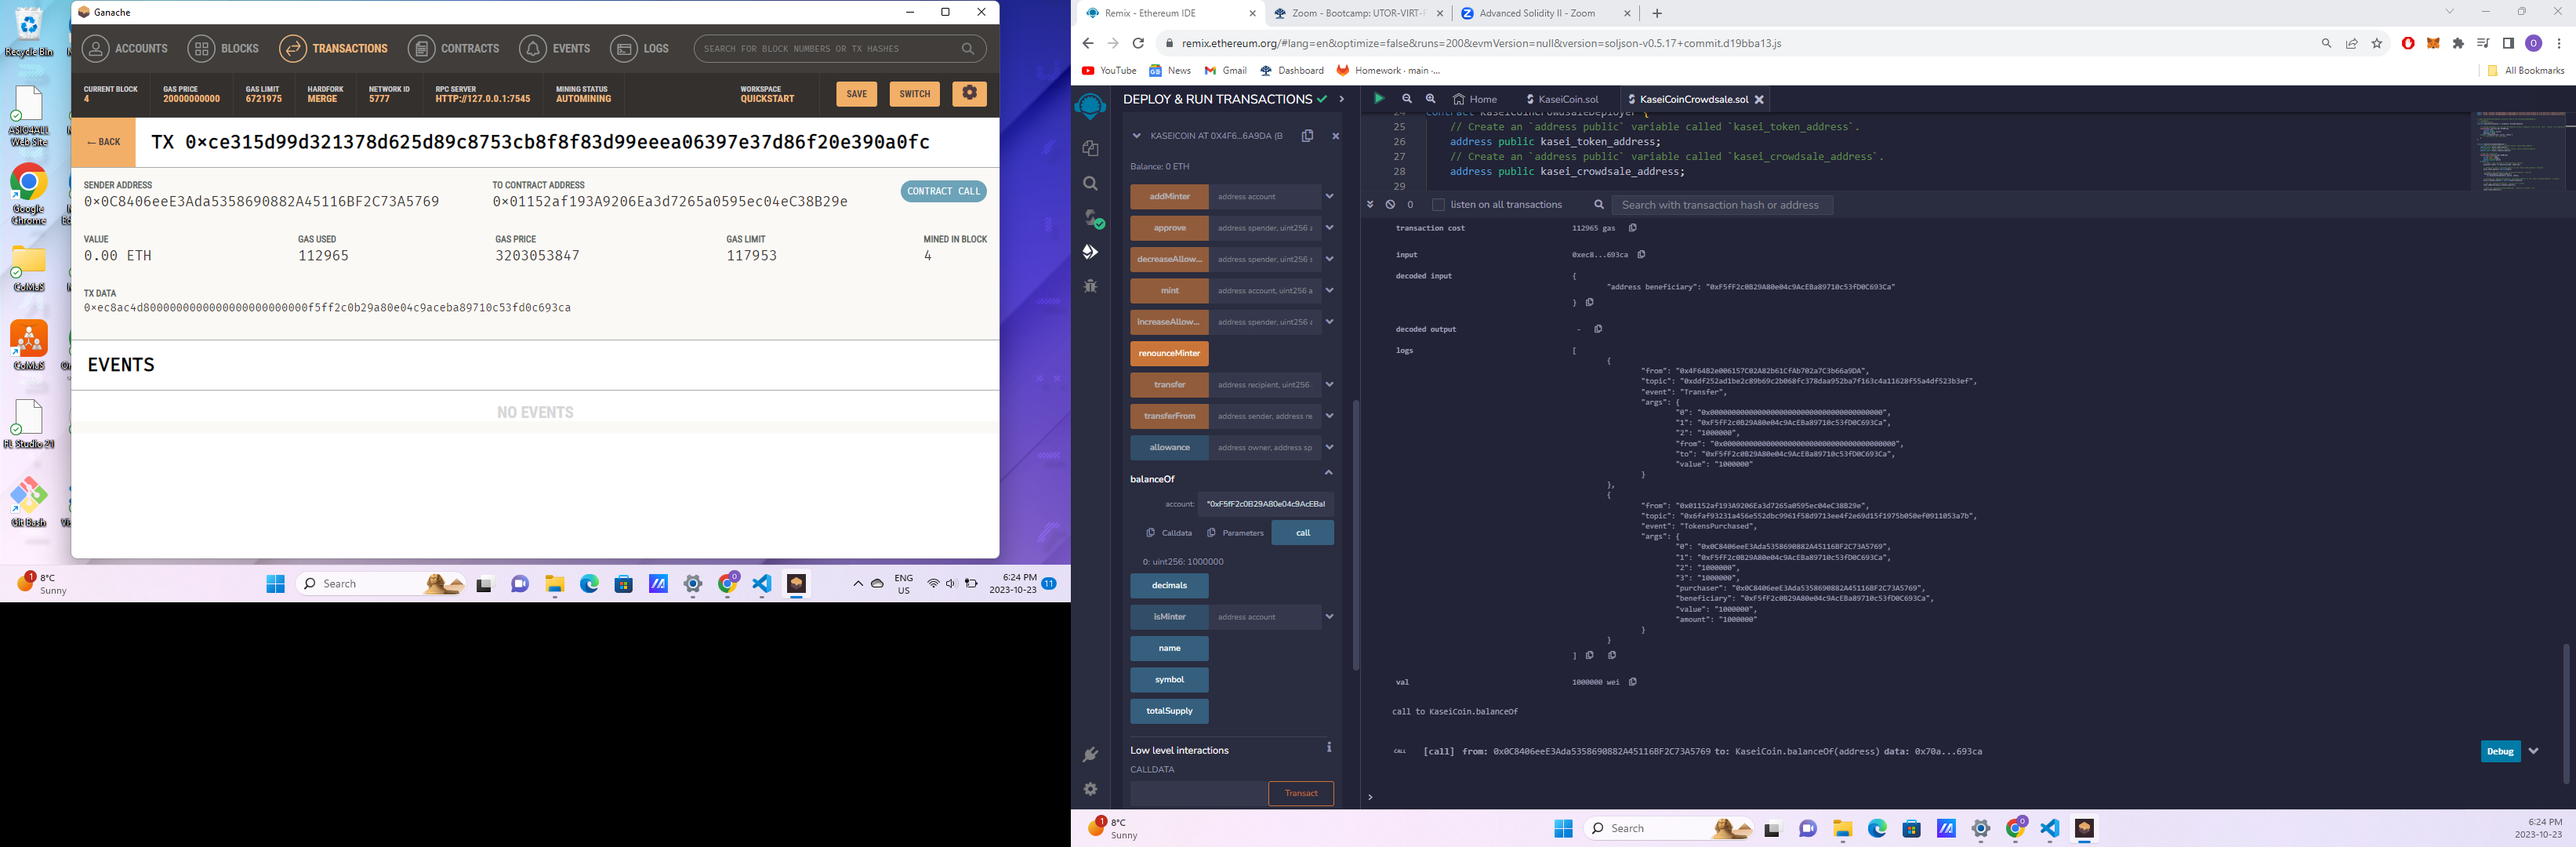 Recycle Bin
ASIO4ALL
Web Site
Google
Chrome
GoMaS
GoMaS
FL Studio 21
Git Bash
Ganache
ACCOUNTS
BLOCKS
TRANSACTIONS
CONTRACTS
EVENTS
LOGS
SEARCH FOR BLOCK NUMBERS OR TX HASHES
CURRENT BLOCK
4
GAS PRICE
20000000000
GAS LIMIT
6721975
HARDFORK
MERGE
NETWORK ID
5777
RPC SERVER
HTTP://127.0.0.1:7545
MINING STATUS
AUTOMINING
WORKSPACE
QUICKSTART
SAVE
SWITCH
← BACK
TX 0×ce315d99d321378d625d89c8753cb8f8f83d99eeea06397e37d86f20e390a0fc
SENDER ADDRESS
0×0C8406eeE3Ada5358690882A45116BF2C73A5769
TO CONTRACT ADDRESS
0×01152af193A9206Ea3d7265a0595ec04eC38B29e
CONTRACT CALL
VALUE
0.00 ETH
GAS USED
112965
GAS PRICE
3203053847
GAS LIMIT
117953
MINED IN BLOCK
4
TX DATA
0×ec8ac4d8000000000000000000000000f5ff2c0b29a80e04c9aceba89710c53fd0c693ca
EVENTS
NO EVENTS
1
8°C
Sunny
Search
ENG
US
6:24 PM
2023-10-23
11
Remix - Ethereum IDE
Zoom - Bootcamp: UTOR-VIRT-F
Advanced Solidity II - Zoom
remix.ethereum.org/#lang=en&optimize=false&runs=200&evmVersion=null&version=soljson-v0.5.17+commit.d19bba13.js
YouTube
News
Gmail
Dashboard
Homework · main ·...
All Bookmarks
DEPLOY & RUN TRANSACTIONS
KASEICOIN AT 0X4F6...6A9DA (B
Balance: 0 ETH
addMinter address account
approve address spender, uint256 a
decreaseAllow... address spender, uint256 s
mint address account, uint256 a
increaseAllow... address spender, uint256 a
renounceMinter
transfer address recipient, uint256
transferFrom address sender, address re
allowance address owner, address sp
balanceOf
account: "0xF5fF2c0B29A80e04c9AcEBal
Calldata
Parameters
call
0: uint256: 1000000
decimals
isMinter address account
name
symbol
totalSupply
Low level interactions
CALLDATA
Transact
Home
KaseiCoin.sol
KaseiCoinCrowdsale.sol
24 contract KaseiCoinCrowdsaleDeployer {
25 // Create an `address public` variable called `kasei_token_address`.
26 address public kasei_token_address;
27 // Create an `address public` variable called `kasei_crowdsale_address`.
28 address public kasei_crowdsale_address;
29
0
listen on all transactions
Search with transaction hash or address
transaction cost 112965 gas
input 0xec8...693ca
decoded input {
"address beneficiary": "0xF5fF2c0B29A80e04c9AcEBa89710c53fD0C693Ca"
}
decoded output -
logs [
{
"from": "0x4F64B2e006157C02A82b61CfAb702a7C3b66a9DA",
"topic": "0xddf252ad1be2c89b69c2b068fc378daa952ba7f163c4a11628f55a4df523b3ef",
"event": "Transfer",
"args": {
"0": "0x0000000000000000000000000000000000000000",
"1": "0xF5fF2c0B29A80e04c9AcEBa89710c53fD0C693Ca",
"2": "1000000",
"from": "0x0000000000000000000000000000000000000000",
"to": "0xF5fF2c0B29A80e04c9AcEBa89710c53fD0C693Ca",
"value": "1000000"
}
},
{
"from": "0x01152af193A9206Ea3d7265a0595ec04eC38B29e",
"topic": "0x6faf93231a456e552dbc9961f58d9713ee4f2e69d15f1975b050ef0911053a7b",
"event": "TokensPurchased",
"args": {
"0": "0x0C8406eeE3Ada5358690882A45116BF2C73A5769",
"1": "0xF5fF2c0B29A80e04c9AcEBa89710c53fD0C693Ca",
"2": "1000000",
"3": "1000000",
"purchaser": "0x0C8406eeE3Ada5358690882A45116BF2C73A5769",
"beneficiary": "0xF5fF2c0B29A80e04c9AcEBa89710c53fD0C693Ca",
"value": "1000000",
"amount": "1000000"
}
}
]
val 1000000 wei
call to KaseiCoin.balanceOf
CALL [call] from: 0x0C8406eeE3Ada5358690882A45116BF2C73A5769 to: KaseiCoin.balanceOf(address) data: 0x70a...693ca
Debug
>
1
8°C
Sunny
Search
6:24 PM
2023-10-23